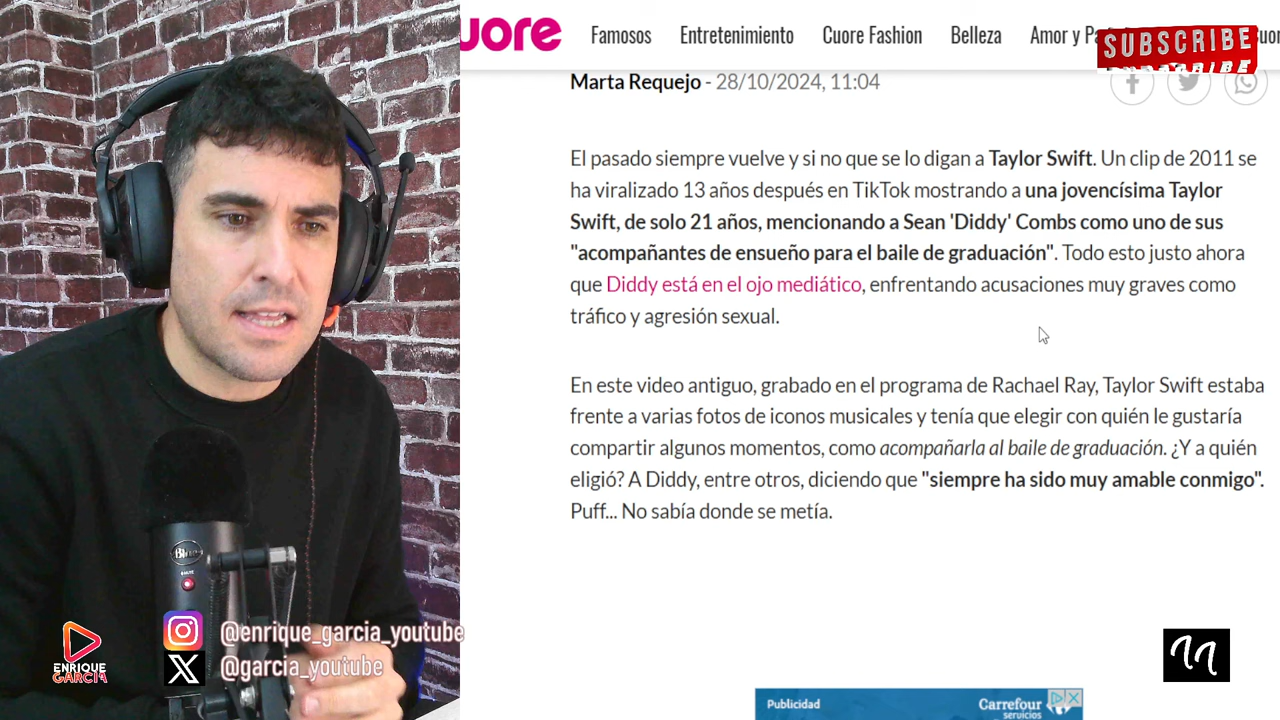 uore
Famosos
Entretenimiento
Cuore Fashion
Belleza
Amor y Pa
SUBSCRIBE
Marta Requejo - 28/10/2024, 11:04
El pasado siempre vuelve y si no que se lo digan a Taylor Swift. Un clip de 2011 se
ha viralizado 13 años después en TikTok mostrando a una jovencísima Taylor
Swift, de solo 21 años, mencionando a Sean 'Diddy' Combs como uno de sus
"acompañantes de ensueño para el baile de graduación". Todo esto justo ahora
que Diddy está en el ojo mediático, enfrentando acusaciones muy graves como
tráfico y agresión sexual.
En este video antiguo, grabado en el programa de Rachael Ray, Taylor Swift estaba
frente a varias fotos de iconos musicales y tenía que elegir con quién le gustaría
compartir algunos momentos, como acompañarla al baile de graduación. ¿Y a quién
eligió? A Diddy, entre otros, diciendo que "siempre ha sido muy amable conmigo".
Puff... No sabía donde se metía.
Blue
MUTE
ENRIQUE
GARCIA
@enrique_garcia_youtube
@garcia_youtube
Publicidad
Carrefour
servicios